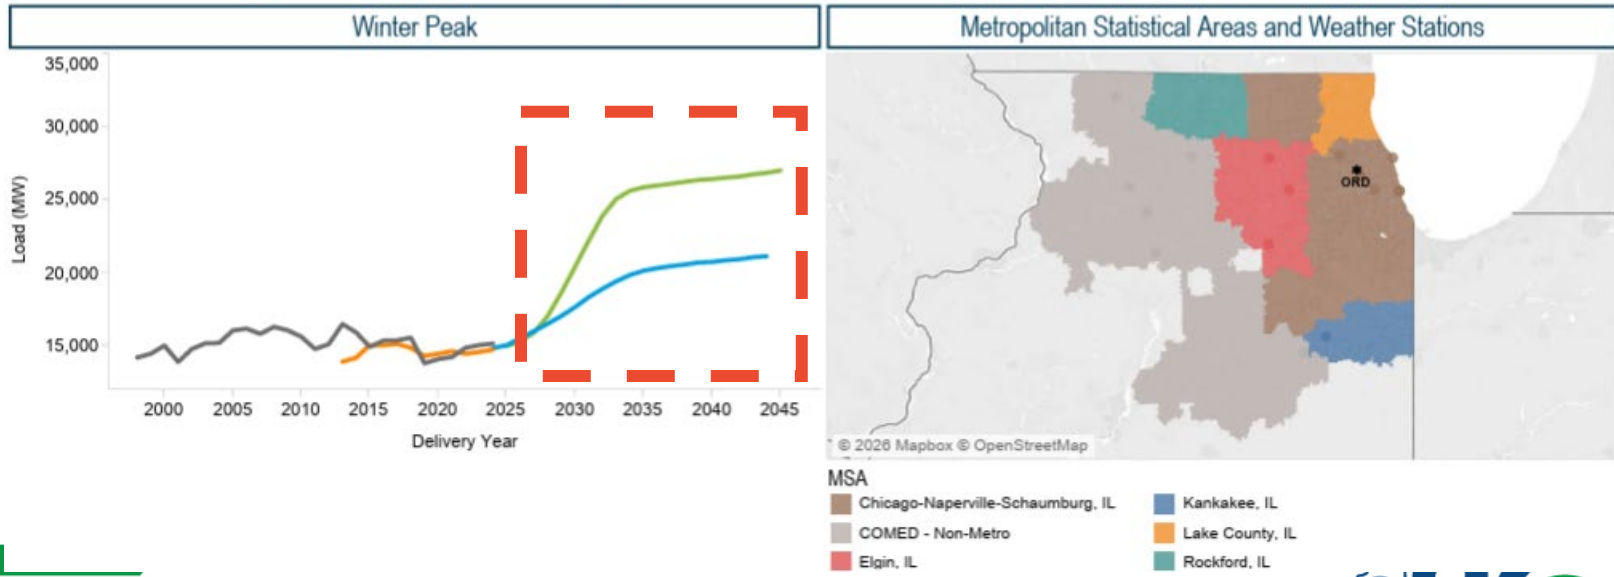 Winter Peak
35,000
30,000
25,000
20,000
15,000
Load (MW)
2000 2005 2010 2015 2020 2025 2030 2035 2040 2045
Delivery Year
Metropolitan Statistical Areas and Weather Stations
ORD
© 2026 Mapbox © OpenStreetMap
MSA
Chicago-Naperville-Schaumburg, IL
COMED - Non-Metro
Elgin, IL
Kankakee, IL
Lake County, IL
Rockford, IL